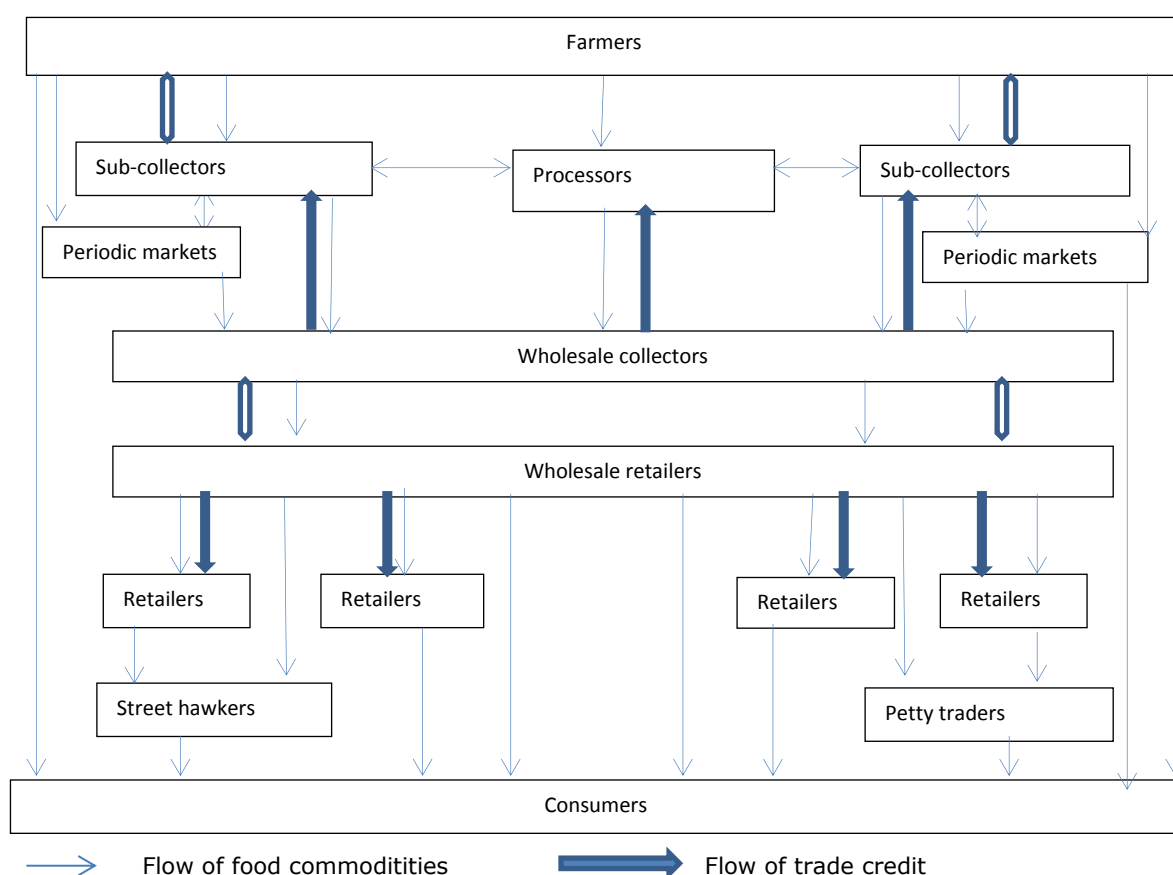 Farmers
Sub-collectors
Processors
Sub-collectors
Periodic markets
Periodic markets
Wholesale collectors
Wholesale retailers
Retailers
Retailers
Retailers
Retailers
Street hawkers
Petty traders
Consumers
Flow of food commoditities
Flow of trade credit